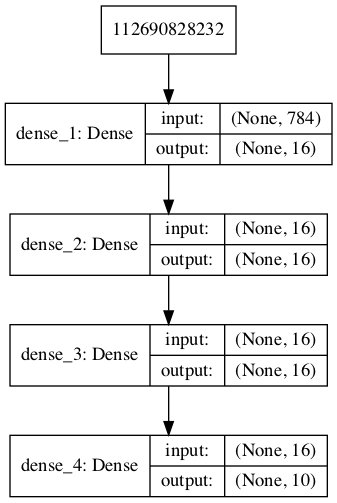 112690828232
dense_1: Dense
input:
(None, 784)
output:
(None, 16)
dense_2: Dense
input:
(None, 16)
output:
(None, 16)
dense_3: Dense
input:
(None, 16)
output:
(None, 16)
dense_4: Dense
input:
(None, 16)
output:
(None, 10)